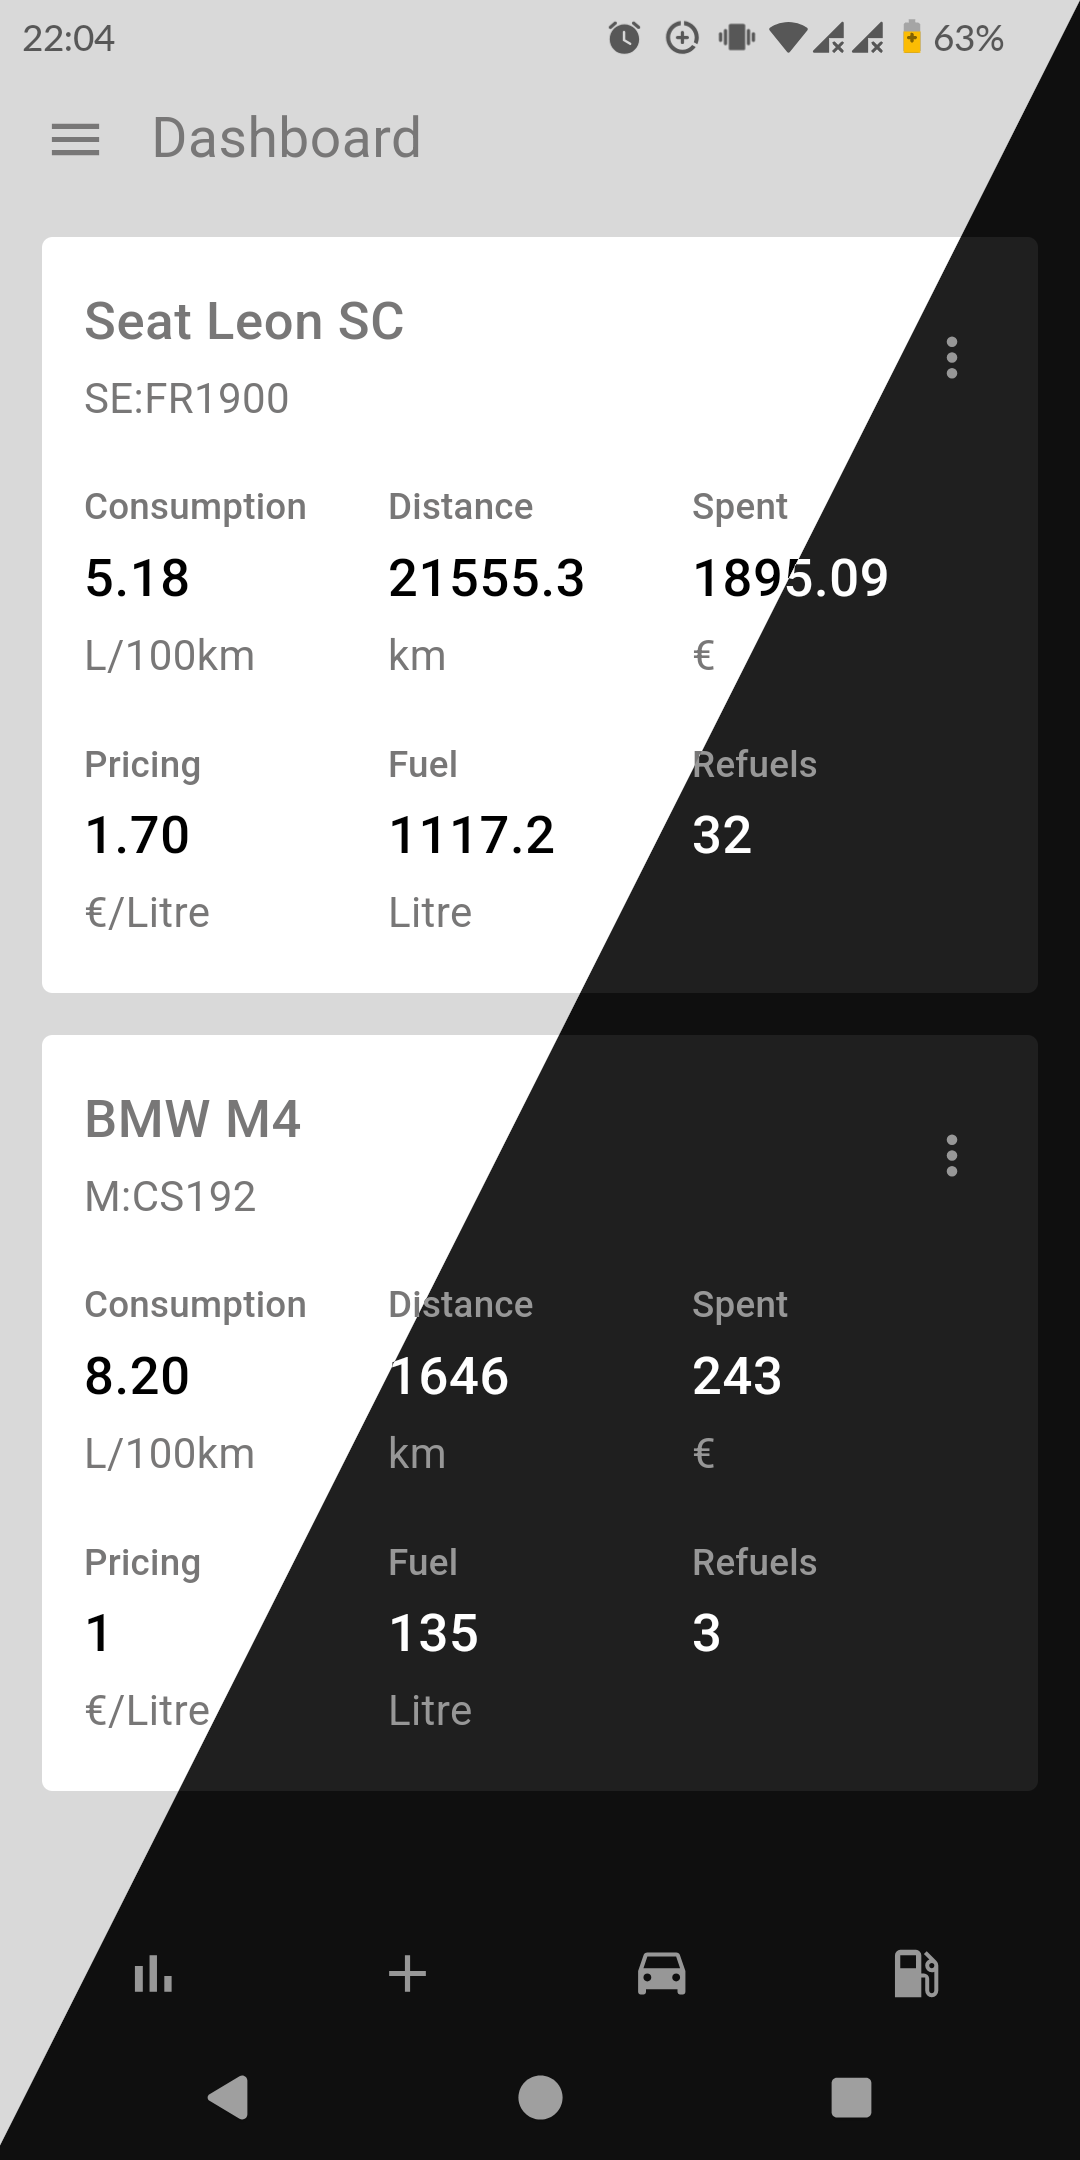 22:04 63%
Dashboard
Seat Leon SC
SE:FR1900
Consumption Distance Spent
5.18 21555.3 1895.09
L/100km km €
Pricing Fuel Refuels
1.70 1117.2 32
€/Litre Litre
BMW M4
M:CS192
Consumption Distance Spent
8.20 1646 243
L/100km km €
Pricing Fuel Refuels
1 135 3
€/Litre Litre